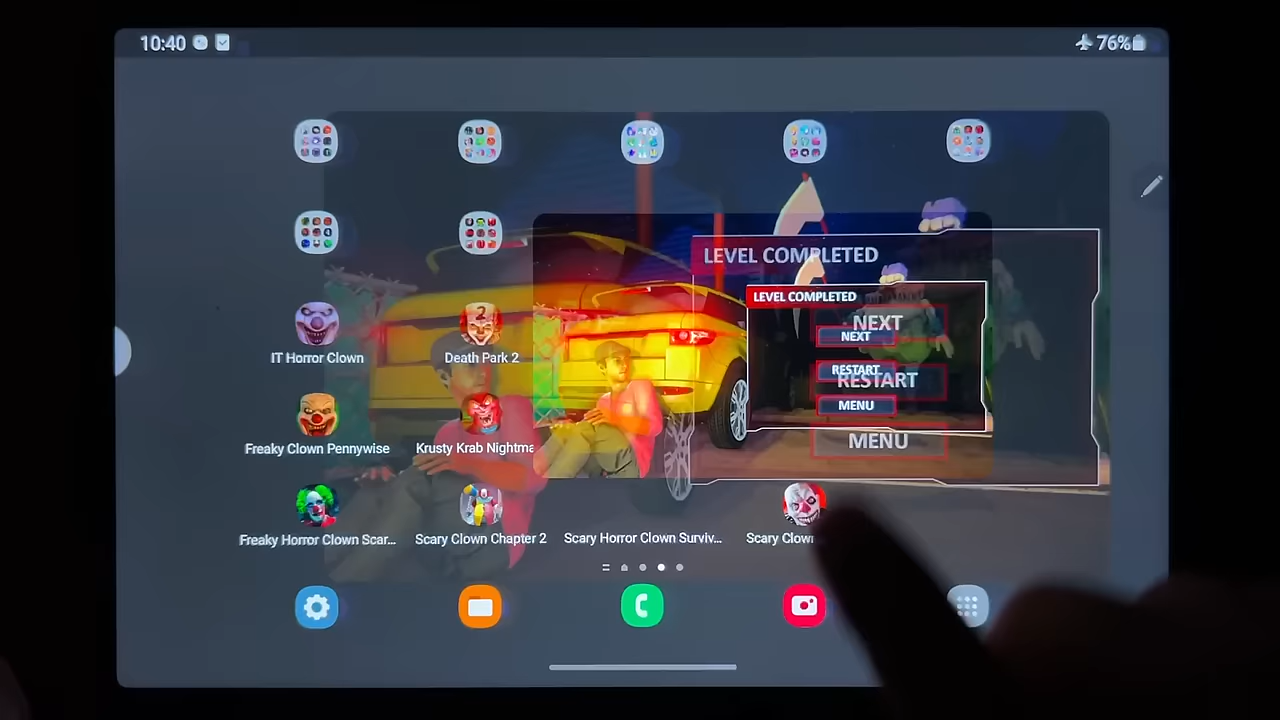 10:40
76%
LEVEL COMPLETED
LEVEL COMPLETED
NEXT
NEXT
RESTART
RESTART
MENU
MENU
IT Horror Clown
2
Death Park 2
Freaky Clown Pennywise
Krusty Krab Nightma
Freaky Horror Clown Scar...
Scary Clown Chapter 2
Scary Horror Clown Surviv...
Scary Clown